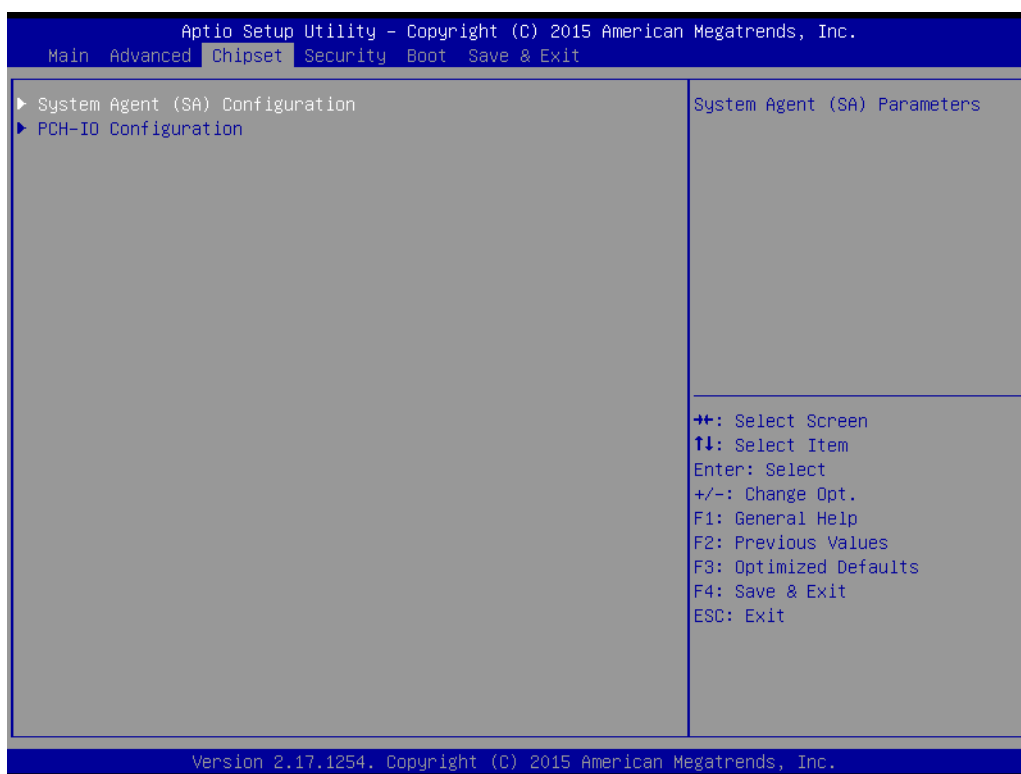 Aptio Setup Utility – Copyright (C) 2015 American Megatrends, Inc.
Main Advanced Chipset Security Boot Save & Exit
► System Agent (SA) Configuration
► PCH-IO Configuration
System Agent (SA) Parameters
→←: Select Screen
↑↓: Select Item
Enter: Select
+/-: Change Opt.
F1: General Help
F2: Previous Values
F3: Optimized Defaults
F4: Save & Exit
ESC: Exit
Version 2.17.1254. Copyright (C) 2015 American Megatrends, Inc.